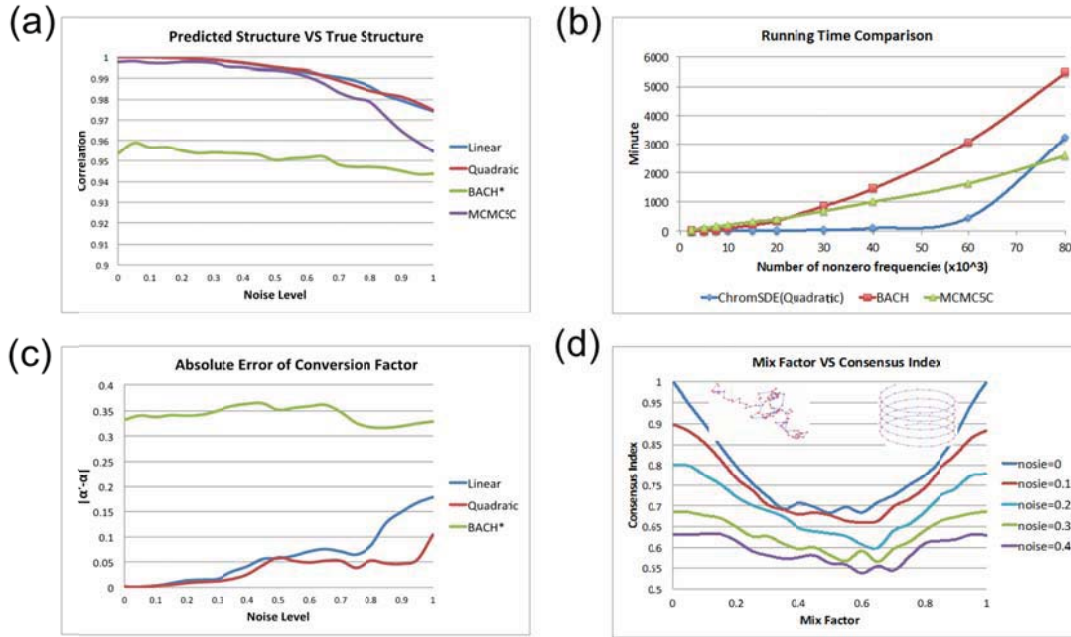 (a)
Predicted Structure VS True Structure
1
0.99
0.98
0.97
0.96
0.95
0.94
0.93
0.92
0.91
0.9
Correlation
0 0.1 0.2 0.3 0.4 0.5 0.6 0.7 0.8 0.9 1
Noise Level
Linear
Quadraic
BACH*
MCMC5C
(b)
Running Time Comparison
6000
5000
4000
3000
2000
1000
0
Minute
0 10 20 30 40 50 60 70 80
Number of nonzero frequencies (x10^3)
ChromSDE(Quadratic) BACH MCMC5C
(c)
Absolute Error of Conversion Factor
0.4
0.35
0.3
0.25
0.2
0.15
0.1
0.05
0
|α'-α|
0 0.1 0.2 0.3 0.4 0.5 0.6 0.7 0.8 0.9 1
Noise Level
Linear
Quadraic
BACH*
(d)
Mix Factor VS Consensus Index
1
0.95
0.9
0.85
0.8
0.75
0.7
0.65
0.6
0.55
0.5
Consensus Index
0 0.2 0.4 0.6 0.8 1
Mix Factor
nosie=0
nosie=0.1
noise=0.2
noise=0.3
noise=0.4